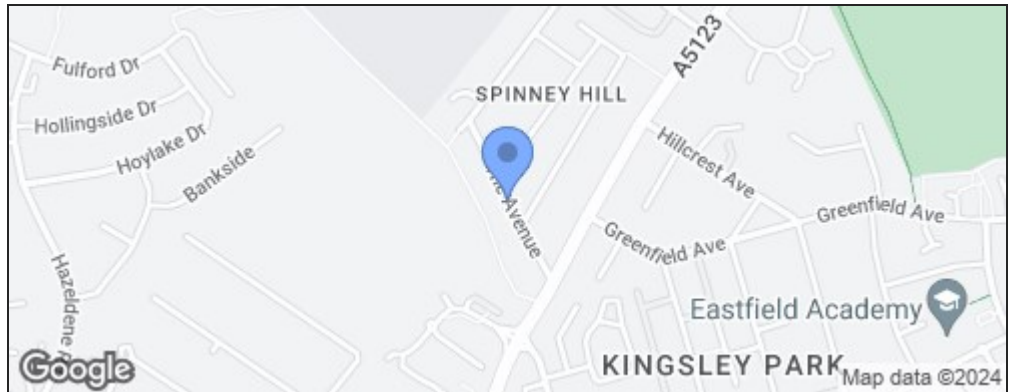 Fulford Dr
SPINNEY HILL
A5123
Hollingside Dr
Hoylake Dr
Bankside
Hillcrest Ave
Avenue
Greenfield Ave
Greenfield Ave
Hazeldene
Eastfield Academy
KINGSLEY PARK
Google
Map data ©2024